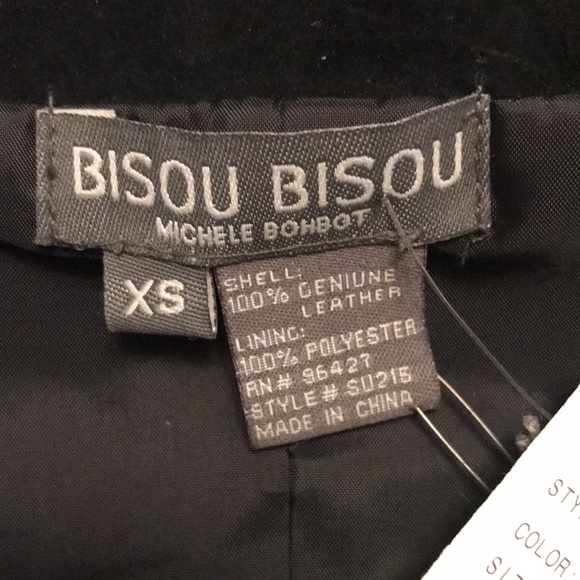 BISOU BISOU
MICHELE BOHBOT
XS
SHELL:
100% GENIUNE
LEATHER
LINING:
100% POLYESTER
RN# 96427
STYLE# SU215
MADE IN CHINA
COLOR